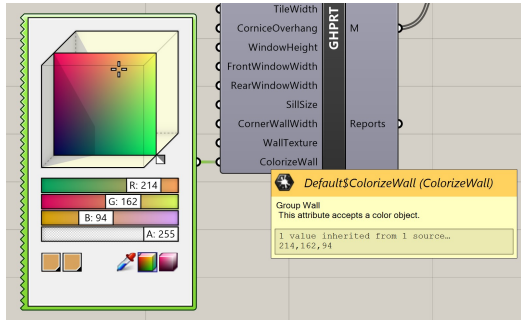 TileWidth
CorniceOverhang
WindowHeight
FrontWindowWidth
RearWindowWidth
SillSize
CornerWallWidth
WallTexture
ColorizeWall
GHPRT
M
Reports
R: 214
G: 162
B: 94
A: 255
Default$ColorizeWall (ColorizeWall)
Group Wall
This attribute accepts a color object.
1 value inherited from 1 source…
214,162,94